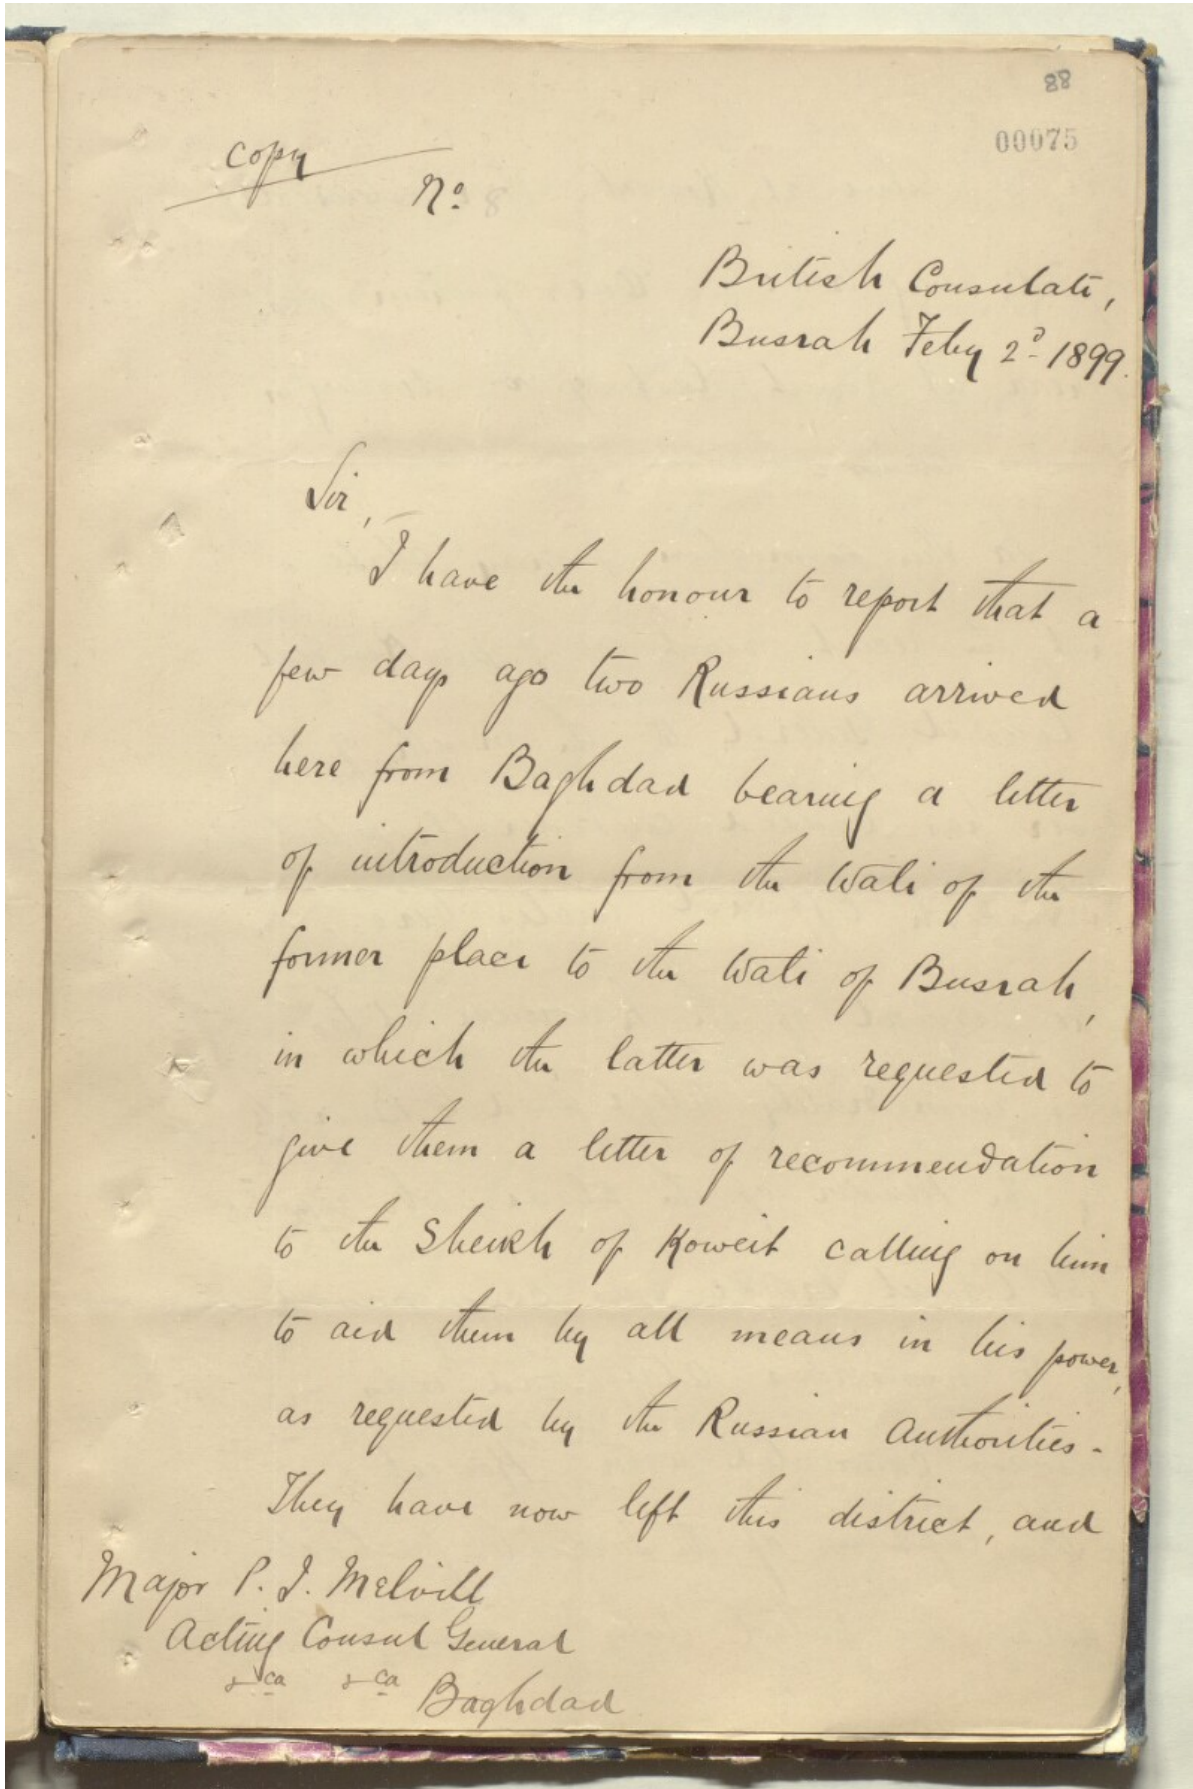 88
00075
Copy
No.
British Consulate,
Busrah Feby 2d 1899.
Sir,
I have the honour to report that a
few days ago two Russians arrived
here from Baghdad bearing a letter
of introduction from the Wali of the
former place to the Wali of Busrah,
in which the latter was requested to
give them a letter of recommendation
to the Sheikh of Koweit calling on him
to aid them by all means in his power,
as requested by the Russian Authorities.
They have now left this district, and
Major P. J. Melvill
Acting Consul General
&ca &ca
Baghdad